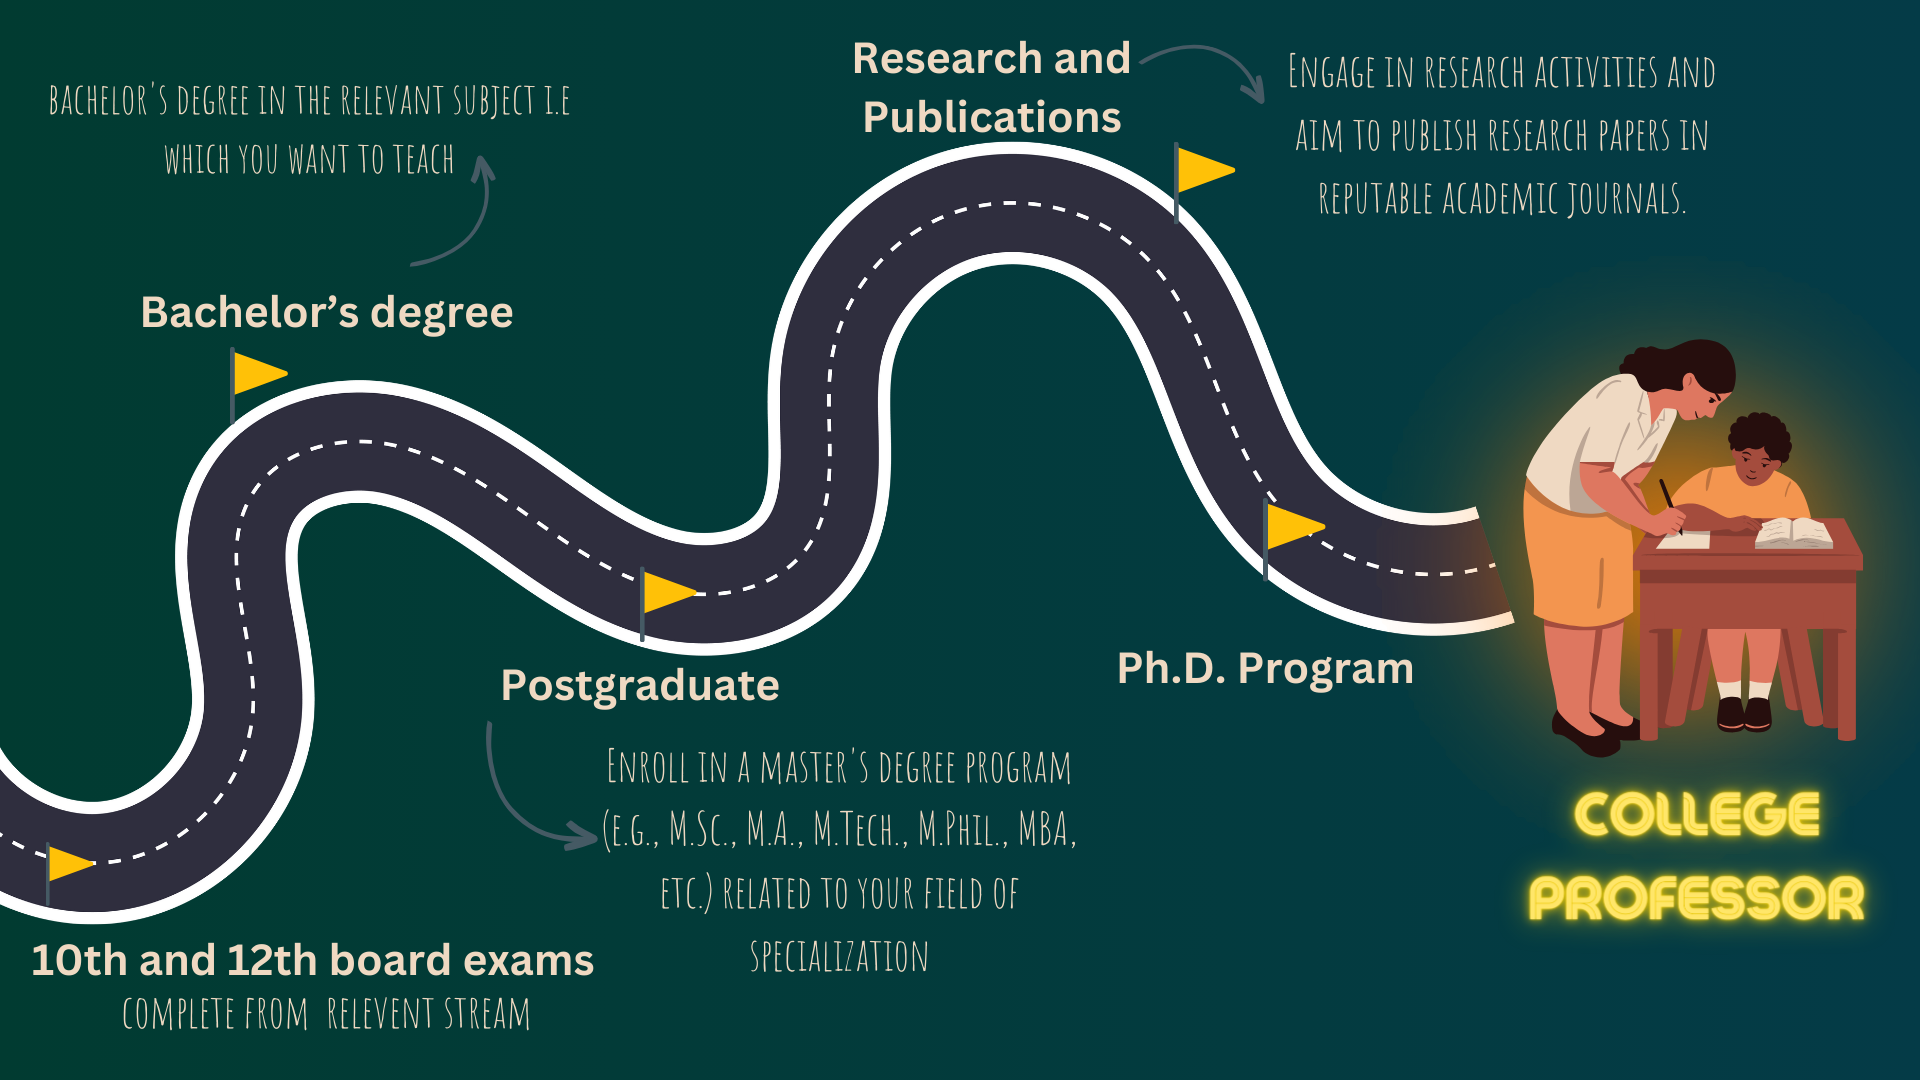 BACHELOR'S DEGREE IN THE RELEVANT SUBJECT I.E
WHICH YOU WANT TO TEACH
Bachelor’s degree
Research and
Publications
ENGAGE IN RESEARCH ACTIVITIES AND
AIM TO PUBLISH RESEARCH PAPERS IN
REPUTABLE ACADEMIC JOURNALS.
Postgraduate
ENROLL IN A MASTER'S DEGREE PROGRAM
(E.G., M.SC., M.A., M.TECH., M.PHIL., MBA,
ETC.) RELATED TO YOUR FIELD OF
SPECIALIZATION
Ph.D. Program
10th and 12th board exams
COMPLETE FROM RELEVENT STREAM
COLLEGE
PROFESSOR